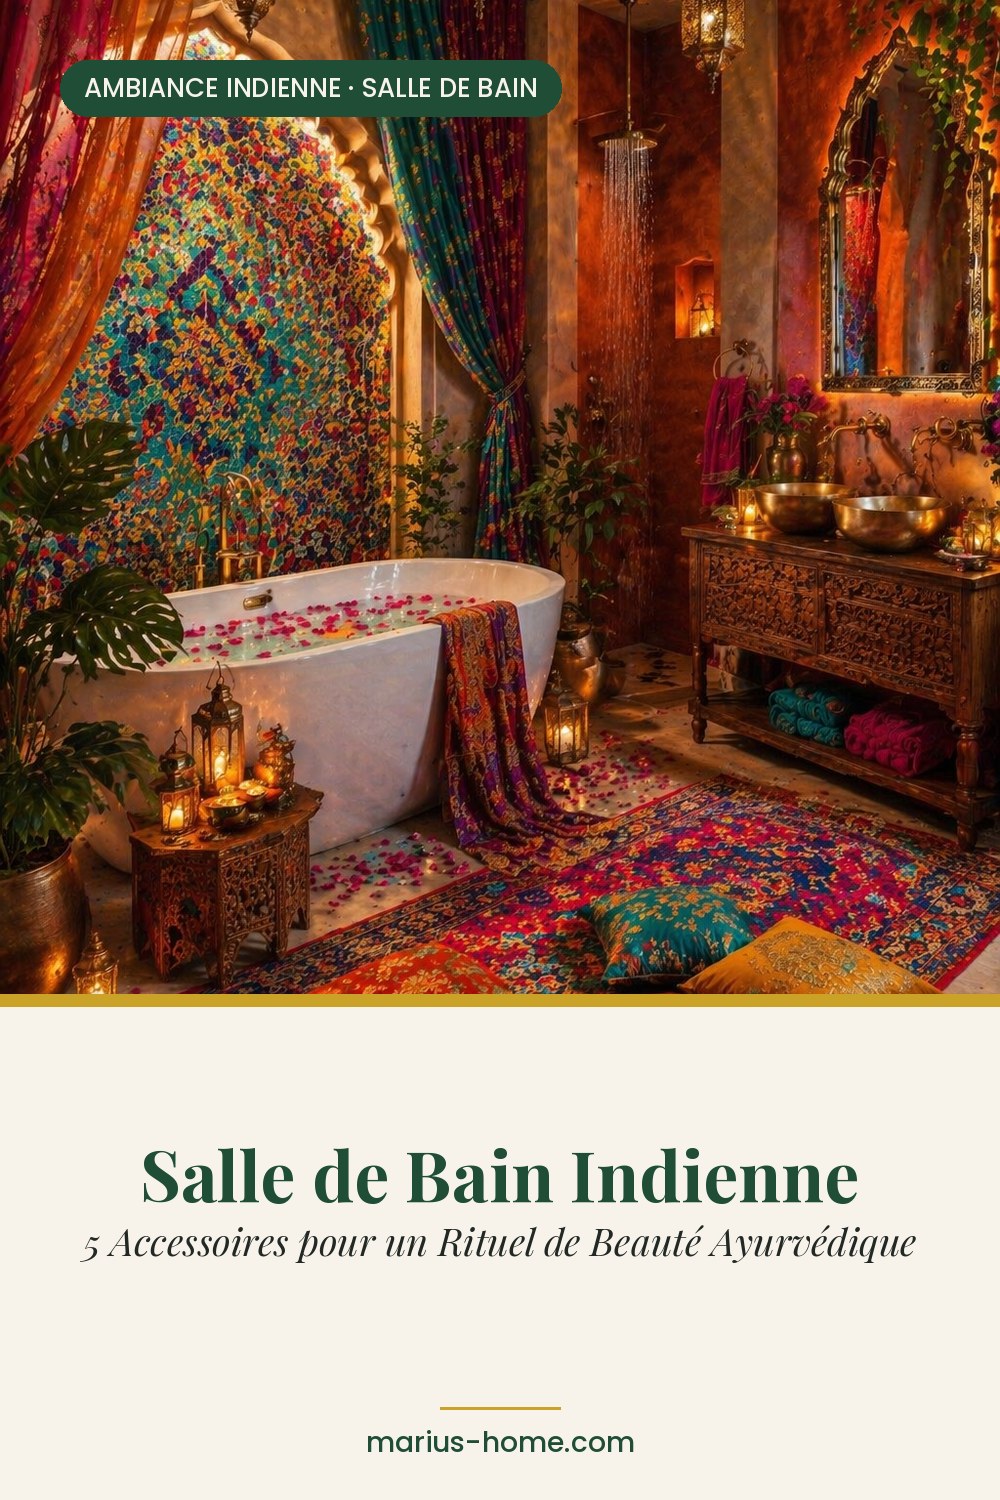 AMBIANCE INDIENNE · SALLE DE BAIN
Salle de Bain Indienne
5 Accessoires pour un Rituel de Beauté Ayurvédique
marius-home.com